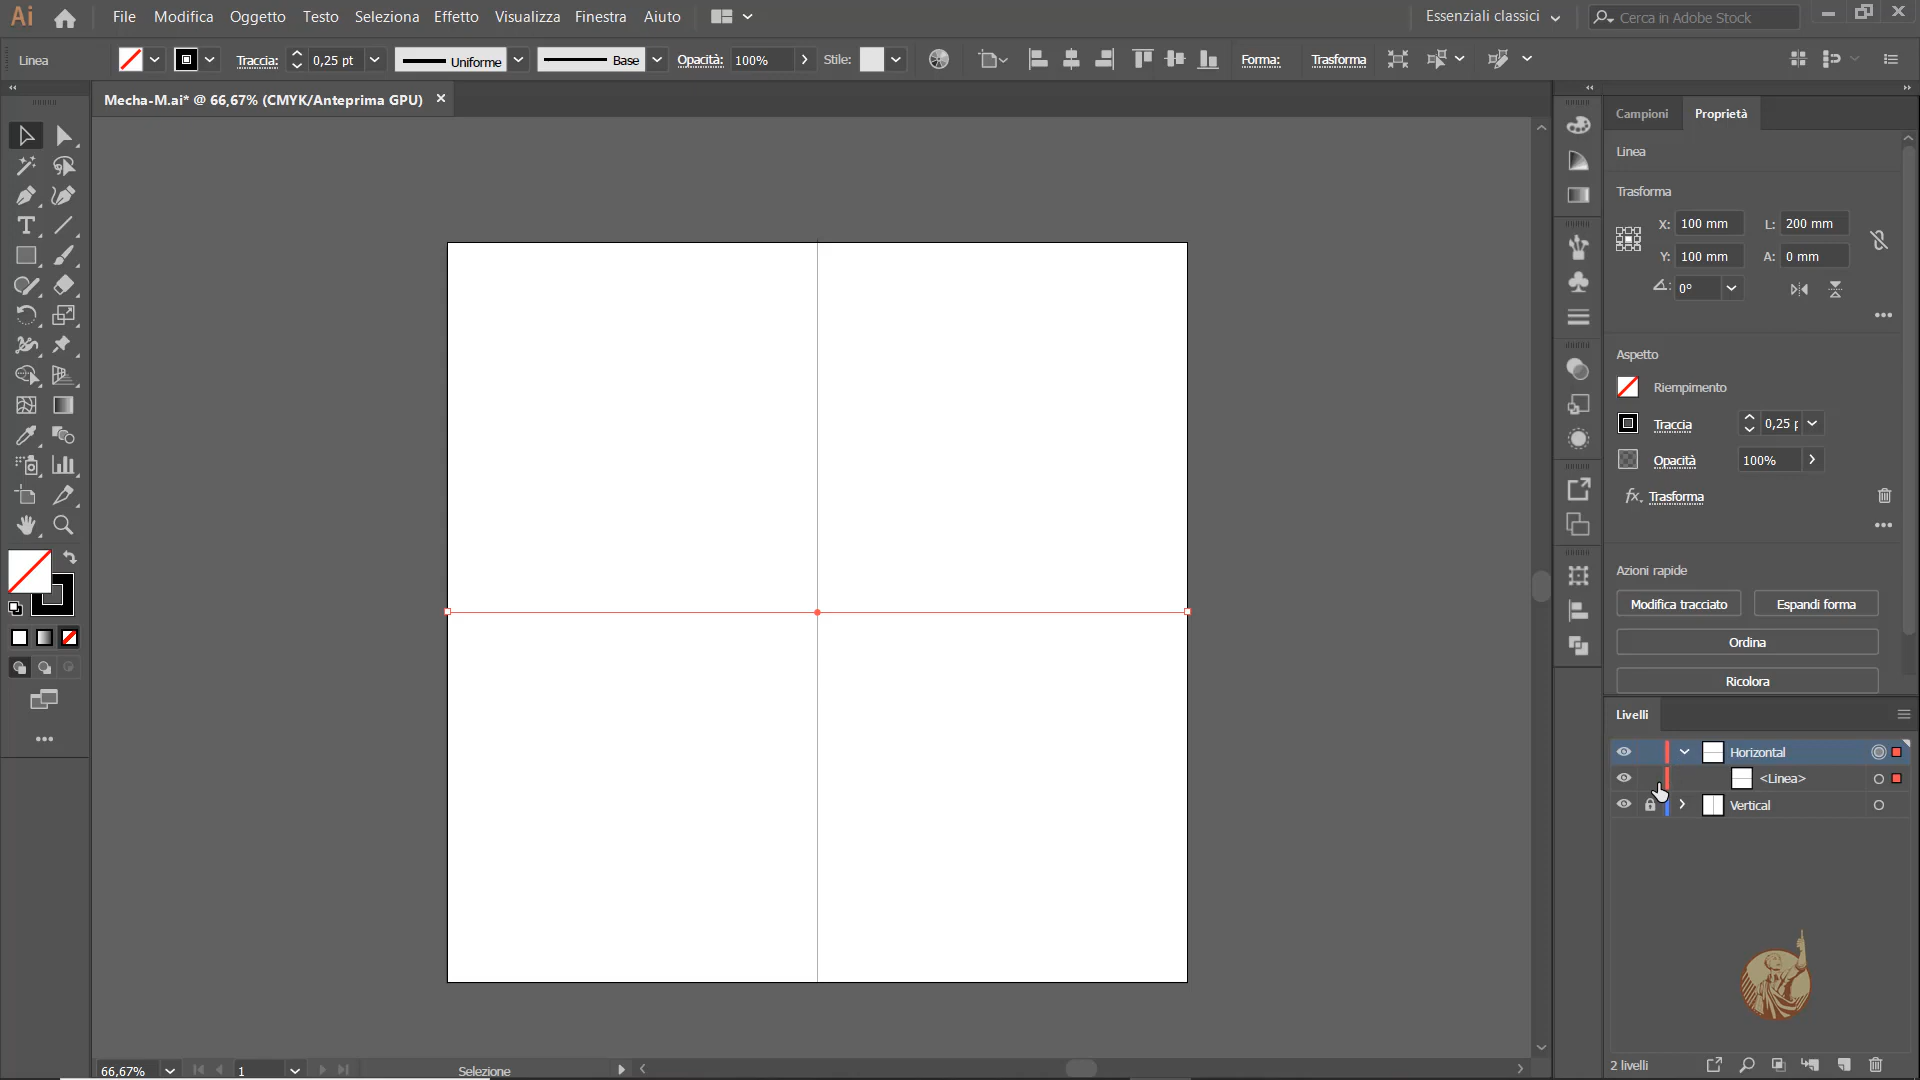 Ai File Modifica Oggetto Testo Seleziona Effetto Visualizza Finestra Aiuto Essenziali classici Cerca in Adobe Stock
Linea Traccia: 0,25 pt Uniforme Base Opacità: 100% Stile: Forma: Trasforma
Mecha-M.ai* @ 66,67% (CMYK/Anteprima GPU)
Campioni Proprietà
Linea
Trasforma
X: 100 mm L: 200 mm
Y: 100 mm A: 0 mm
0°
Aspetto
Riempimento
Traccia 0,25
Opacità 100%
fx Trasforma
Azioni rapide
Modifica tracciato Espandi forma
Ordina
Ricolora
Livelli
Horizontal
<Linea>
Vertical
2 livelli
66,67% 1 Selezione